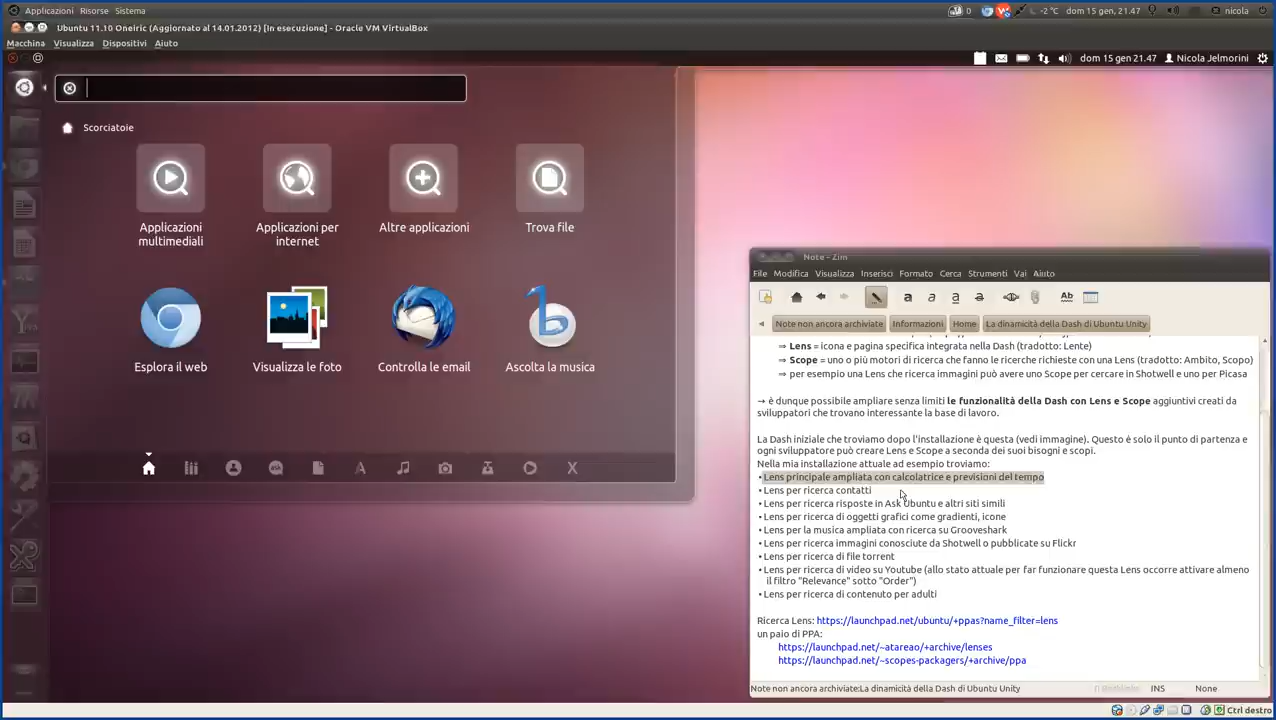 Applicazioni Risorse Sistema
0 -2 °C dom 15 gen, 21.47 nicola
Ubuntu 11.10 Oneiric (Aggiornato al 14.01.2012) [In esecuzione] - Oracle VM VirtualBox
Macchina Visualizza Dispositivi Aiuto
dom 15 gen 21.47 Nicola Jelmorini
Scorciatoie
Applicazioni multimediali
Applicazioni per internet
Altre applicazioni
Trova file
Esplora il web
Visualizza le foto
Controlla le email
Ascolta la musica
Note - Zim
File Modifica Visualizza Inserisci Formato Cerca Strumenti Vai Aiuto
Note non ancora archiviate Informazioni Home La dinamicità della Dash di Ubuntu Unity
⇒ Lens = icona e pagina specifica integrata nella Dash (tradotto: Lente)
⇒ Scope = uno o più motori di ricerca che fanno le ricerche richieste con una Lens (tradotto: Ambito, Scopo)
⇒ per esempio una Lens che ricerca immagini può avere uno Scope per cercare in Shotwell e uno per Picasa
→ è dunque possibile ampliare senza limiti le funzionalità della Dash con Lens e Scope aggiuntivi creati da
sviluppatori che trovano interessante la base di lavoro.
La Dash iniziale che troviamo dopo l'installazione è questa (vedi immagine). Questo è solo il punto di partenza e
ogni sviluppatore può creare Lens e Scope a seconda dei suoi bisogni e scopi.
Nella mia installazione attuale ad esempio troviamo:
• Lens principale ampliata con calcolatrice e previsioni del tempo
• Lens per ricerca contatti
• Lens per ricerca risposte in Ask Ubuntu e altri siti simili
• Lens per ricerca di oggetti grafici come gradienti, icone
• Lens per la musica ampliata con ricerca su Grooveshark
• Lens per ricerca immagini conosciute da Shotwell o pubblicate su Flickr
• Lens per ricerca di file torrent
• Lens per ricerca di video su Youtube (allo stato attuale per far funzionare questa Lens occorre attivare almeno
il filtro "Relevance" sotto "Order")
• Lens per ricerca di contenuto per adulti
Ricerca Lens: https://launchpad.net/ubuntu/+ppas?name_filter=lens
un paio di PPA:
https://launchpad.net/~atareao/+archive/lenses
https://launchpad.net/~scopes-packagers/+archive/ppa
Note non ancora archiviate:La dinamicità della Dash di Ubuntu Unity INS None
Ctrl destro